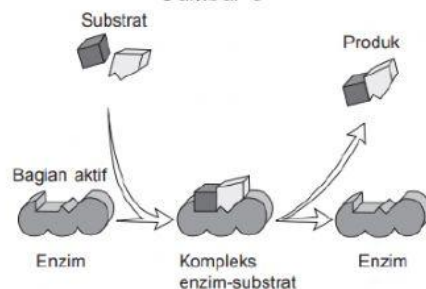 Substrat
Produk
Bagian aktif
Enzim
Kompleks
enzim-substrat
Enzim